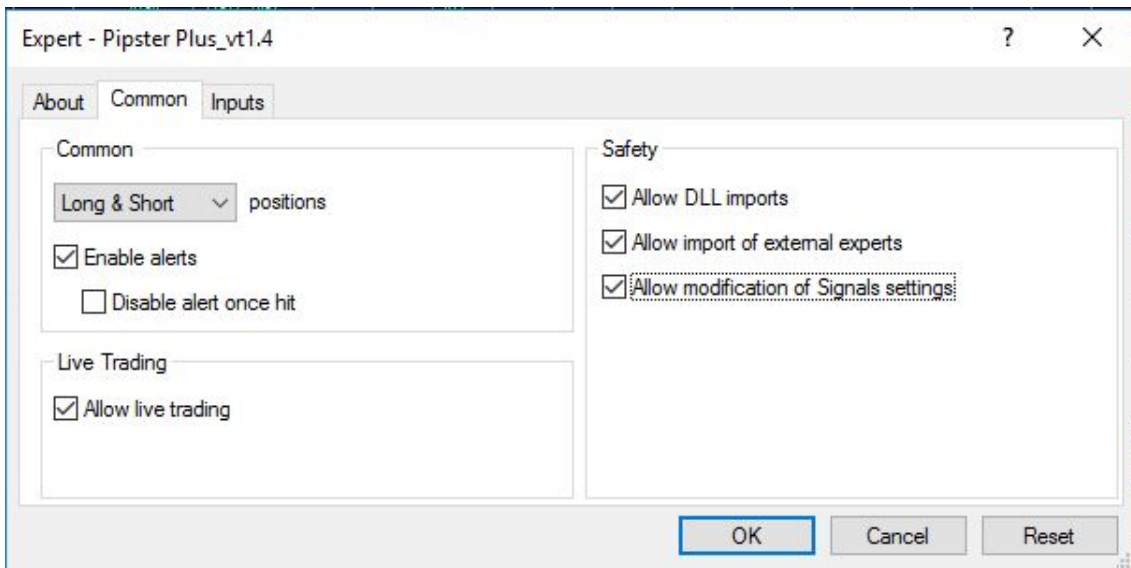 Expert - Pipster Plus_vt1.4
?
About
Common
Inputs
Common
Long & Short
positions
Enable alerts
Disable alert once hit
Live Trading
Allow live trading
Safety
Allow DLL imports
Allow import of external experts
Allow modification of Signals settings
OK
Cancel
Reset